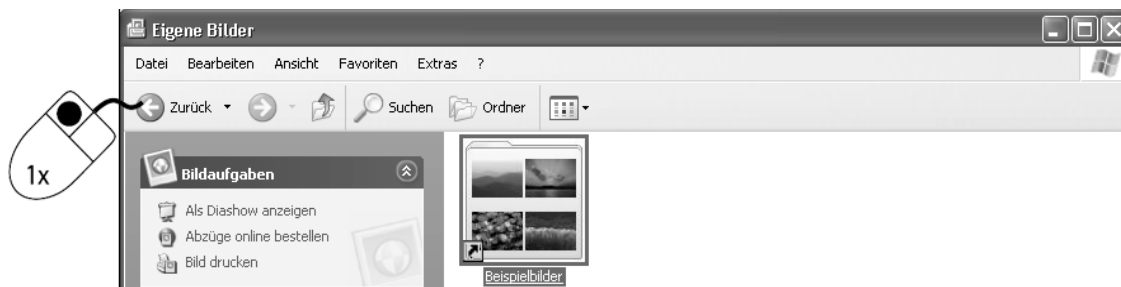 Eigene Bilder
Datei Bearbeiten Ansicht Favoriten Extras ?
Zurück Suchen Ordner
1x
Bildaufgaben
Als Diashow anzeigen
Abzüge online bestellen
Bild drucken
Beispielbilder